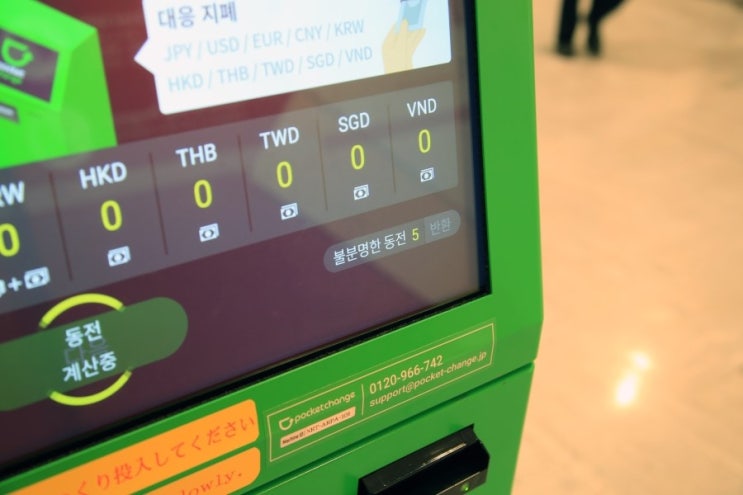 대응 지폐
JPY / USD / EUR / CNY / KRW
HKD / THB / TWD / SGD / VND
HKD
THB
TWD
SGD
VND
0
0
0
0
0
0
불분명한 동전 5 반환
동전
계산중
pocketchange
0120-966-742
support@pocket-change.jp
くり投入してください
slowly.